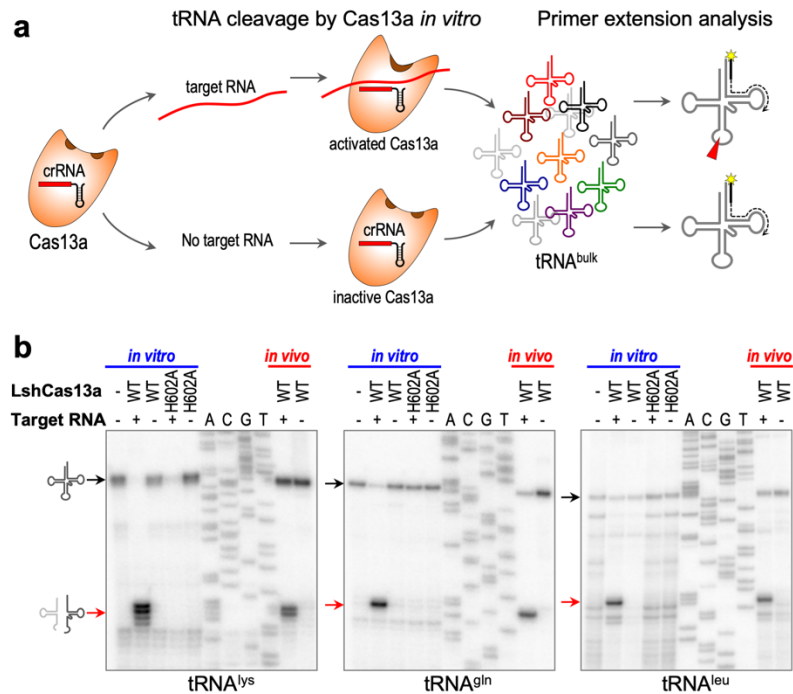 a
tRNA cleavage by Cas13a in vitro
Primer extension analysis
target RNA
crRNA
Cas13a
activated Cas13a
No target RNA
crRNA
inactive Cas13a
tRNAbulk
b
in vitro in vivo in vitro in vivo in vitro in vivo
LshCas13a - WT WT H602A H602A WT WT - WT WT H602A H602A WT WT - WT WT H602A H602A WT WT
Target RNA - + - + - A C G T + - - + - + - A C G T + - - + - + - A C G T + -
tRNAlys tRNAgln tRNAleu